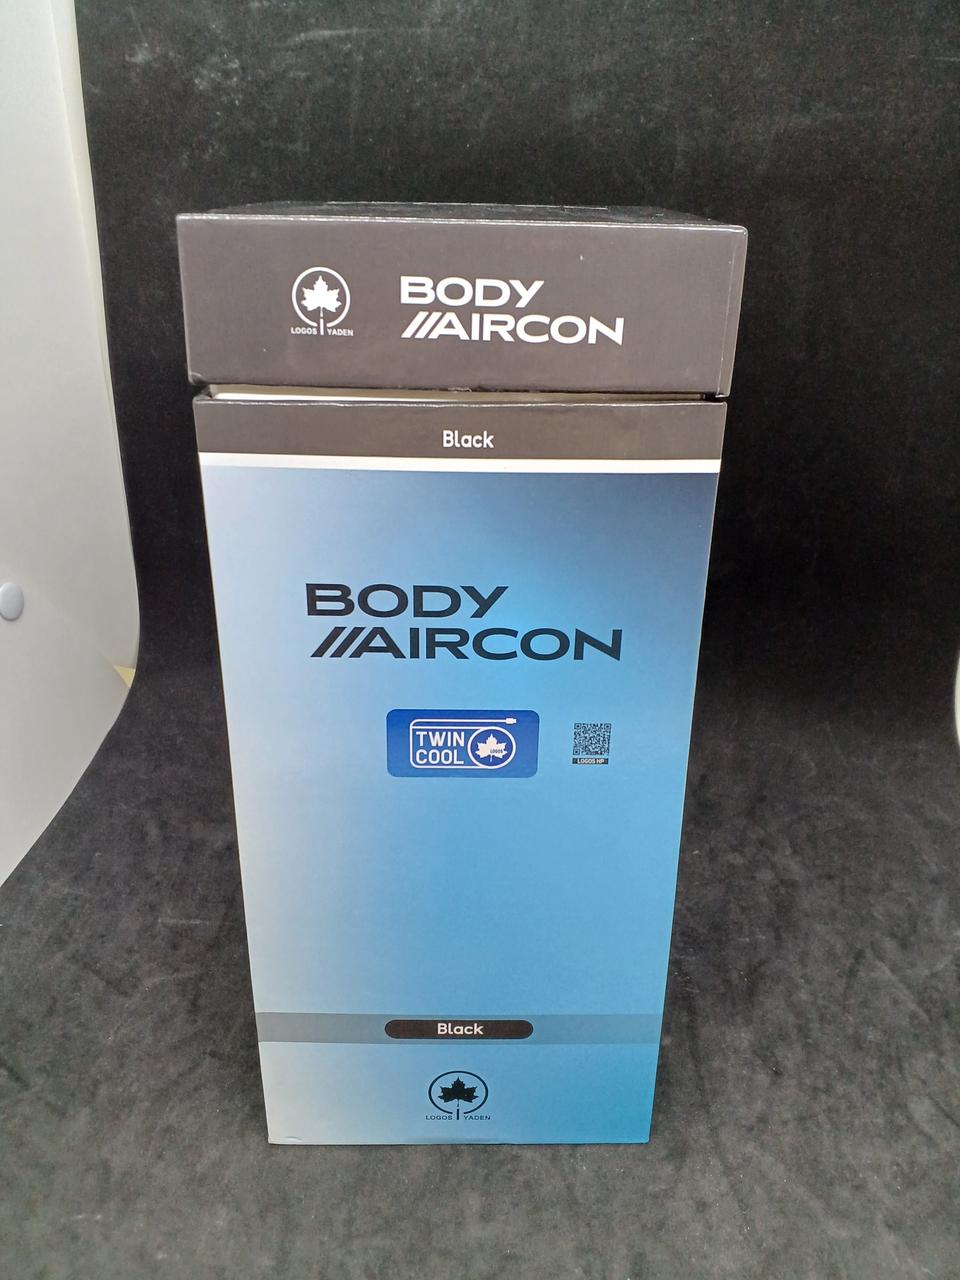 LOGOS YADEN
BODY
//AIRCON
Black
BODY
//AIRCON
TWIN
COOL
LOGOS
LOGOS HP
Black
LOGOS YADEN